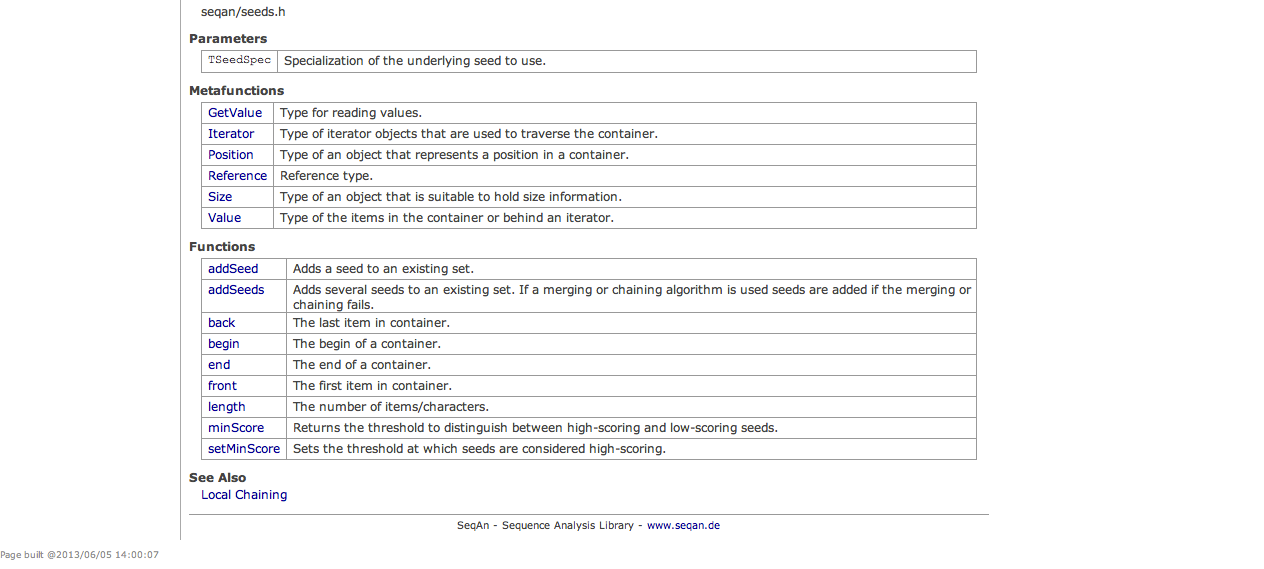 seqan/seeds.h
Parameters
TSeedSpec Specialization of the underlying seed to use.
Metafunctions
GetValue Type for reading values.
Iterator Type of iterator objects that are used to traverse the container.
Position Type of an object that represents a position in a container.
Reference Reference type.
Size Type of an object that is suitable to hold size information.
Value Type of the items in the container or behind an iterator.
Functions
addSeed Adds a seed to an existing set.
addSeeds Adds several seeds to an existing set. If a merging or chaining algorithm is used seeds are added if the merging or
chaining fails.
back The last item in container.
begin The begin of a container.
end The end of a container.
front The first item in container.
length The number of items/characters.
minScore Returns the threshold to distinguish between high-scoring and low-scoring seeds.
setMinScore Sets the threshold at which seeds are considered high-scoring.
See Also
Local Chaining
SeqAn - Sequence Analysis Library - www.seqan.de
Page built @2013/06/05 14:00:07